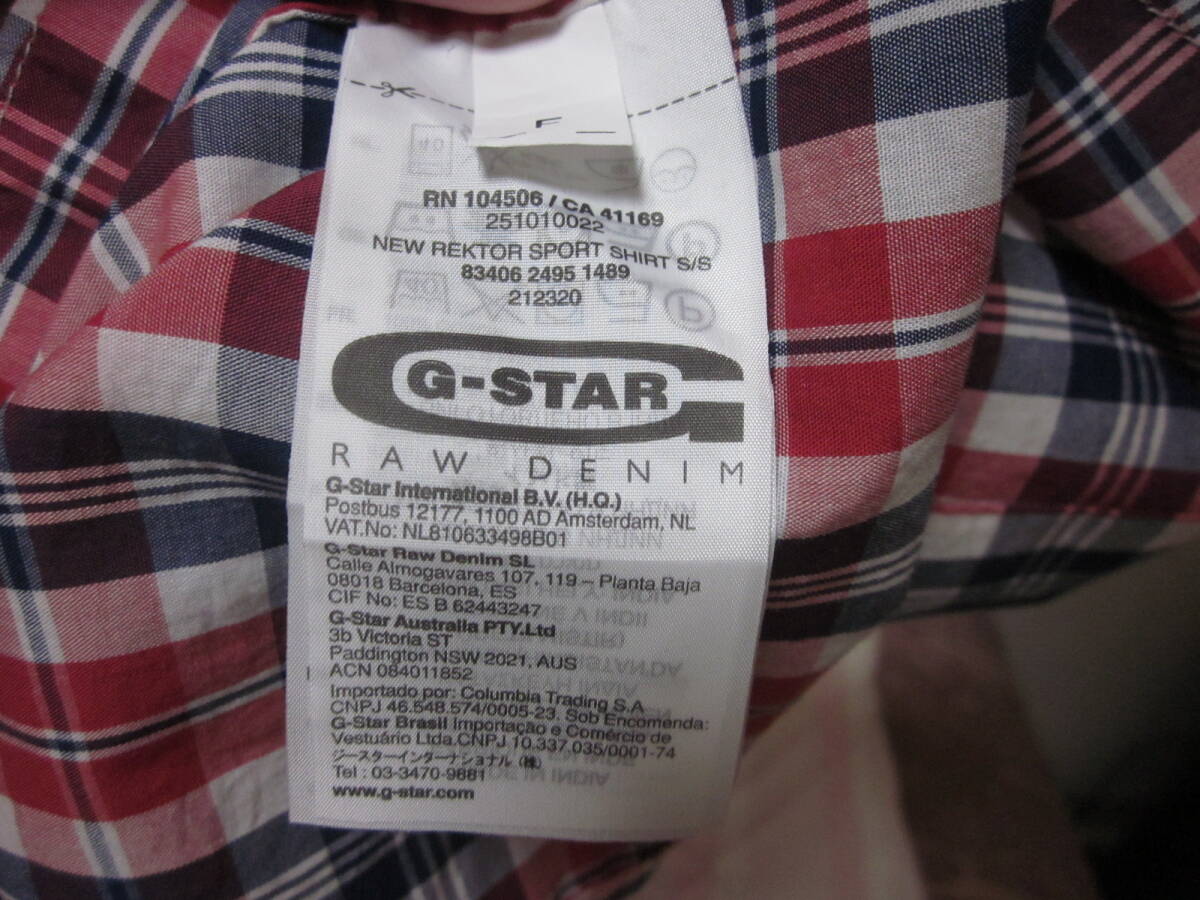 F
RN 104506 / CA 41169
251010022
NEW REKTOR SPORT SHIRT S/S
83406 2495 1489
212320
G-STAR
RAW DENIM
G-Star International B.V. (H.Q.)
Postbus 12177, 1100 AD Amsterdam, NL
VAT.No: NL810633498B01
G-Star Raw Denim SL
Calle Almogavares 107, 119 – Planta Baja
08018 Barcelona, ES
CIF No: ES B 62443247
G-Star Australia PTY.Ltd
3b Victoria ST
Paddington NSW 2021, AUS
ACN 084011852
Importado por: Columbia Trading S.A
CNPJ 46.548.574/0005-23. Sob Encomenda:
G-Star Brasil Importação e Comércio de
Vestuário Ltda.CNPJ 10.337.035/0001-74
ジースターインターナショナル (株)
Tel : 03-3470-9881
www.g-star.com